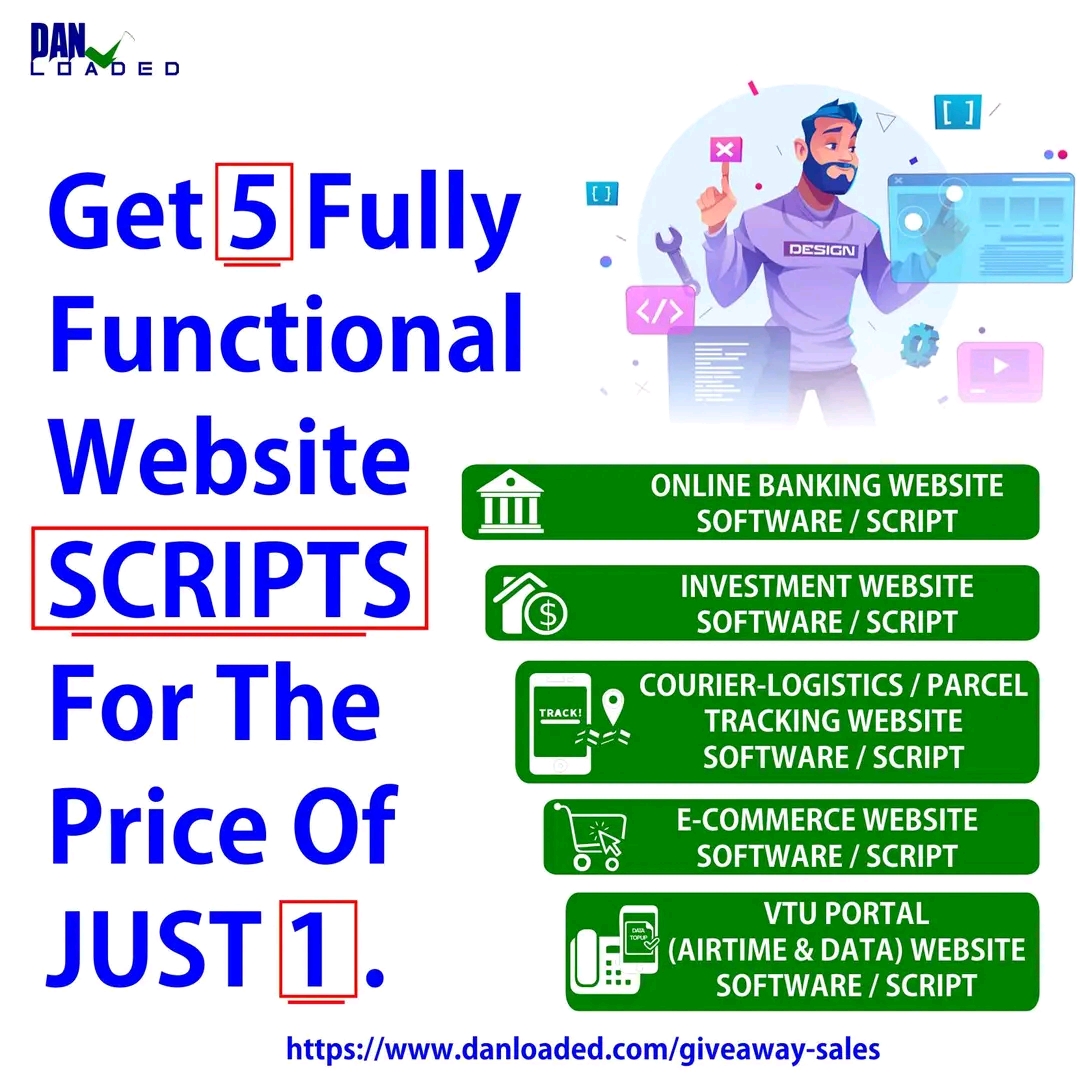 DAN
LOADED
Get 5 Fully
Functional
Website
SCRIPTS
For The
Price Of
JUST 1.
DESIGN
[ ]
[ ]
</>
ONLINE BANKING WEBSITE
SOFTWARE / SCRIPT
INVESTMENT WEBSITE
SOFTWARE / SCRIPT
$
TRACK!
COURIER-LOGISTICS / PARCEL
TRACKING WEBSITE
SOFTWARE / SCRIPT
E-COMMERCE WEBSITE
SOFTWARE / SCRIPT
DATA
TOPUP
VTU PORTAL
(AIRTIME & DATA) WEBSITE
SOFTWARE / SCRIPT
https://www.danloaded.com/giveaway-sales